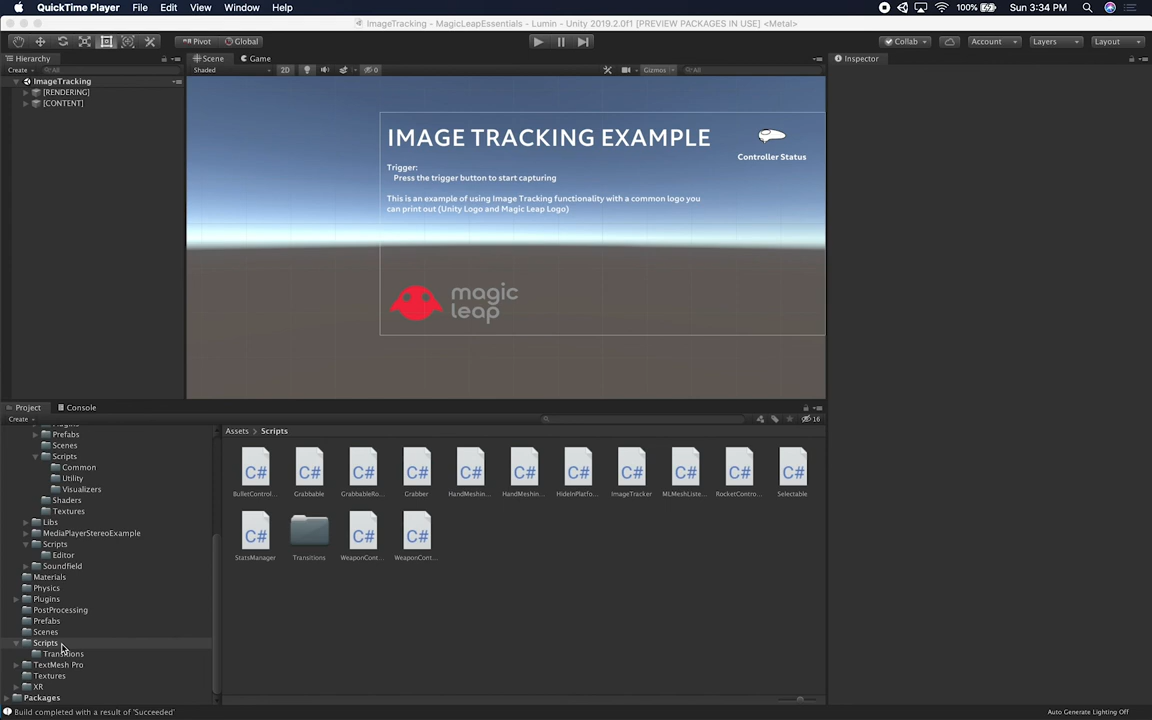 QuickTime Player File Edit View Window Help 100% Sun 3:34 PM
ImageTracking - MagicLeapEssentials - Lumin - Unity 2019.2.0f1 [PREVIEW PACKAGES IN USE] <Metal>
Pivot Global Collab Account Layers Layout
Hierarchy Scene Game Inspector
Create All Shaded 2D 0 Gizmos All
ImageTracking
[RENDERING]
[CONTENT]
IMAGE TRACKING EXAMPLE
Controller Status
Trigger:
Press the trigger button to start capturing
This is an example of using Image Tracking functionality with a common logo you
can print out (Unity Logo and Magic Leap Logo)
magic
leap
Project Console
Create 16
Assets > Scripts
Prefabs
Scenes
Scripts
Common
Utility
Visualizers
Shaders
Textures
Libs
MediaPlayerStereoExample
Scripts
Editor
Soundfield
Materials
Physics
Plugins
PostProcessing
Prefabs
Scenes
Scripts
Transitions
TextMesh Pro
Textures
XR
Packages
C# C# C# C# C# C# C# C# C# C# C#
BulletControl... Grabbable GrabbableRo... Grabber HandMeshin... HandMeshin... HideInPlatfo... ImageTracker MLMeshListe... RocketContro... Selectable
C# C# C#
StatsManager Transitions WeaponCont... WeaponCont...
Build completed with a result of 'Succeeded'
Auto Generate Lighting Off